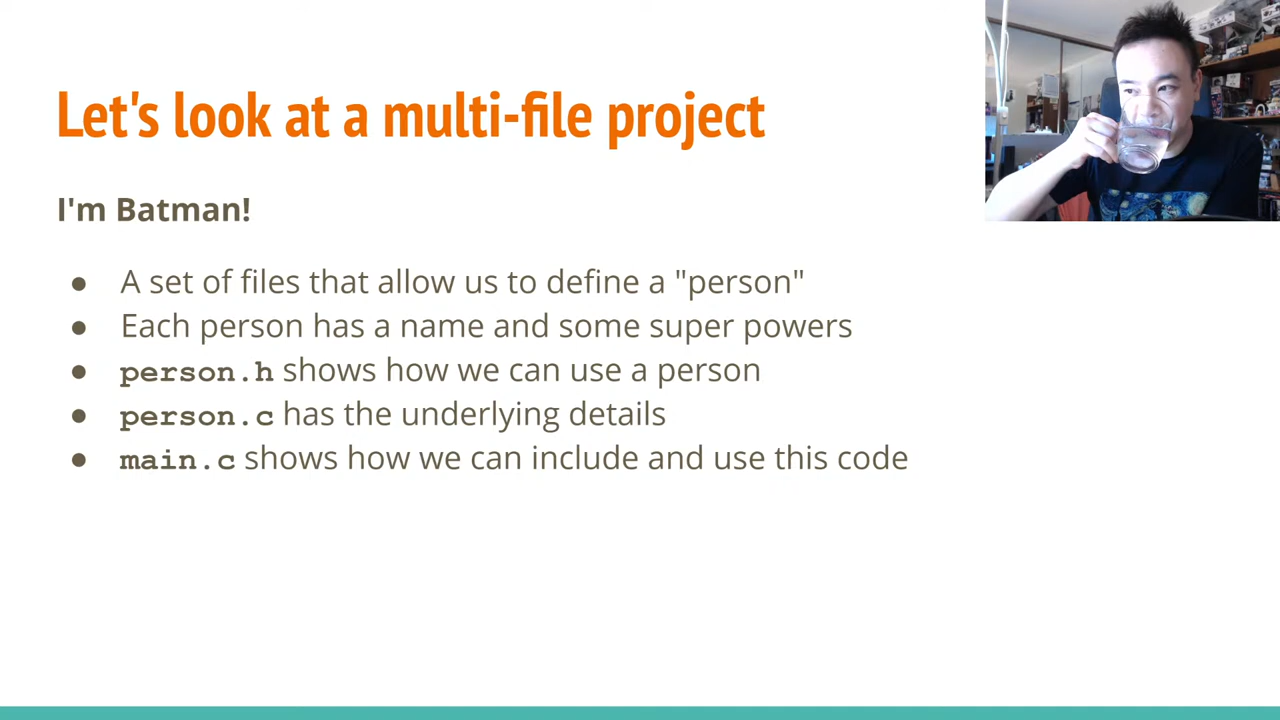 Let's look at a multi-file project
I'm Batman!
● A set of files that allow us to define a "person"
● Each person has a name and some super powers
● person.h shows how we can use a person
● person.c has the underlying details
● main.c shows how we can include and use this code